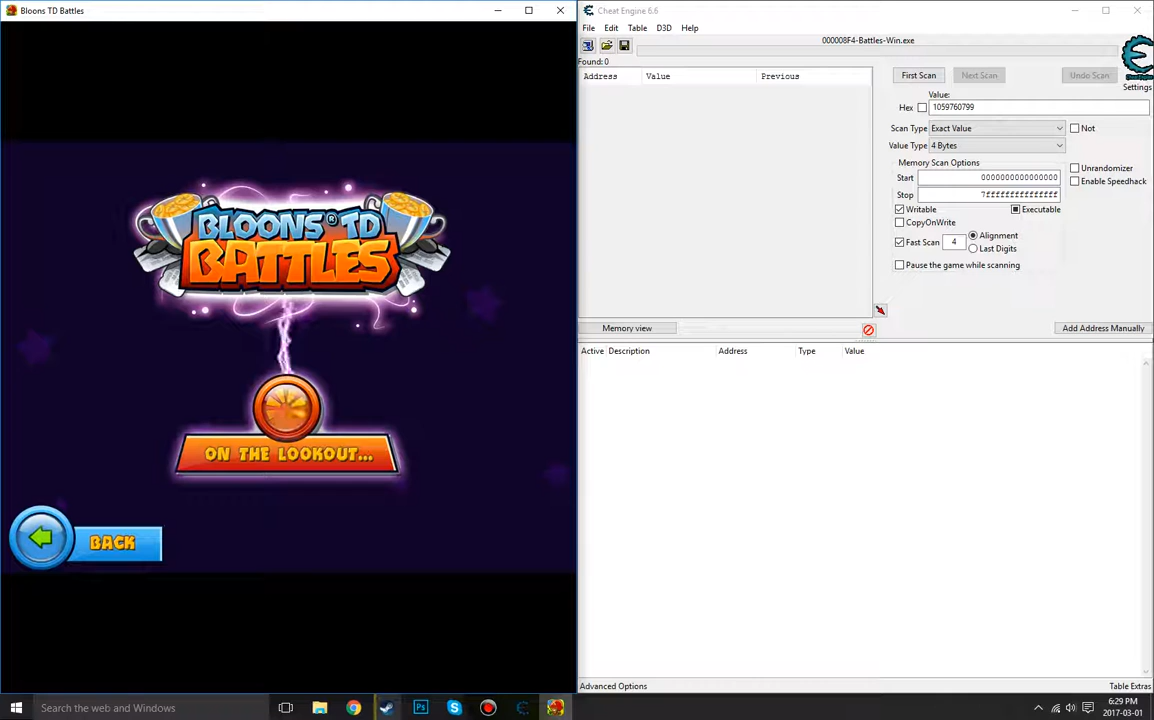 Bloons TD Battles
BLOONS® TD
BATTLES
ON THE LOOKOUT...
BACK
Cheat Engine 6.6
File Edit Table D3D Help
000008F4-Battles-Win.exe
Found: 0
Address Value Previous
First Scan Next Scan Undo Scan
Settings
Value:
Hex 1059760799
Scan Type Exact Value Not
Value Type 4 Bytes
Memory Scan Options
Unrandomizer
Enable Speedhack
Start 0000000000000000
Stop 7fffffffffffffff
Writable Executable
CopyOnWrite
Fast Scan 4 Alignment
Last Digits
Pause the game while scanning
Memory view Add Address Manually
Active Description Address Type Value
Advanced Options Table Extras
Search the web and Windows
6:29 PM
2017-03-01